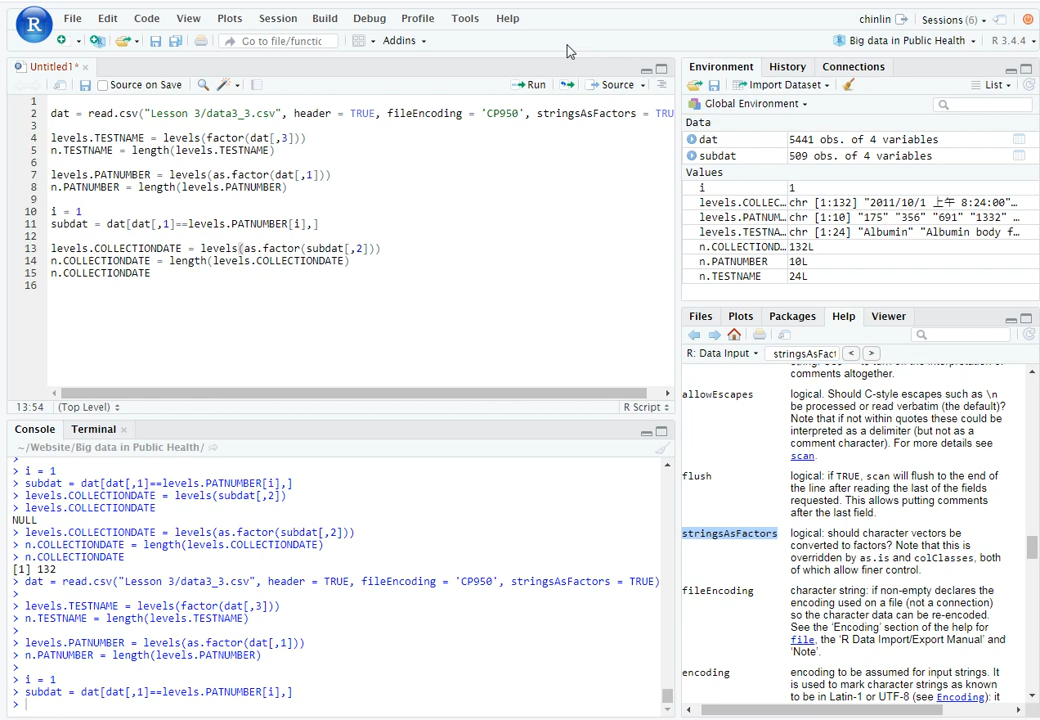 File Edit Code View Plots Session Build Debug Profile Tools Help
chinlin Sessions (6)
Go to file/functic Addins
Big data in Public Health R 3.4.4
Untitled1* ×
Source on Save Run Source
1
2 dat = read.csv("Lesson 3/data3_3.csv", header = TRUE, fileEncoding = 'CP950', stringsAsFactors = TRU
3
4 levels.TESTNAME = levels(factor(dat[,3]))
5 n.TESTNAME = length(levels.TESTNAME)
6
7 levels.PATNUMBER = levels(as.factor(dat[,1]))
8 n.PATNUMBER = length(levels.PATNUMBER)
9
10 i = 1
11 subdat = dat[dat[,1]==levels.PATNUMBER[i],]
12
13 levels.COLLECTIONDATE = levels(as.factor(subdat[,2]))
14 n.COLLECTIONDATE = length(levels.COLLECTIONDATE)
15 n.COLLECTIONDATE
16
13:54 (Top Level) R Script
Console Terminal ×
~/Website/Big data in Public Health/
>
> i = 1
> subdat = dat[dat[,1]==levels.PATNUMBER[i],]
> levels.COLLECTIONDATE = levels(subdat[,2])
> levels.COLLECTIONDATE
NULL
> levels.COLLECTIONDATE = levels(as.factor(subdat[,2]))
> n.COLLECTIONDATE = length(levels.COLLECTIONDATE)
> n.COLLECTIONDATE
[1] 132
> dat = read.csv("Lesson 3/data3_3.csv", header = TRUE, fileEncoding = 'CP950', stringsAsFactors = TRUE)
>
> levels.TESTNAME = levels(factor(dat[,3]))
> n.TESTNAME = length(levels.TESTNAME)
>
> levels.PATNUMBER = levels(as.factor(dat[,1]))
> n.PATNUMBER = length(levels.PATNUMBER)
>
> i = 1
> subdat = dat[dat[,1]==levels.PATNUMBER[i],]
>
Environment History Connections
Import Dataset List
Global Environment
Data
dat 5441 obs. of 4 variables
subdat 509 obs. of 4 variables
Values
i 1
levels.COLLEC… chr [1:132] "2011/10/1 上午 8:24:00"…
levels.PATNUM… chr [1:10] "175" "356" "691" "1332" …
levels.TESTNA… chr [1:24] "Albumin" "Albumin body f…
n.COLLECTIOND… 132L
n.PATNUMBER 10L
n.TESTNAME 24L
Files Plots Packages Help Viewer
R: Data Input stringsAsFact < >
comments altogether.
allowEscapes logical. Should C-style escapes such as \n
be processed or read verbatim (the default)?
Note that if not within quotes these could be
interpreted as a delimiter (but not as a
comment character). For more details see
scan.
flush logical: if TRUE, scan will flush to the end of
the line after reading the last of the fields
requested. This allows putting comments
after the last field.
stringsAsFactors logical: should character vectors be
converted to factors? Note that this is
overridden by as.is and colClasses, both
of which allow finer control.
fileEncoding character string: if non-empty declares the
encoding used on a file (not a connection)
so the character data can be re-encoded.
See the ‘Encoding’ section of the help for
file, the ‘R Data Import/Export Manual’ and
‘Note’.
encoding encoding to be assumed for input strings. It
is used to mark character strings as known
to be in Latin-1 or UTF-8 (see Encoding): it